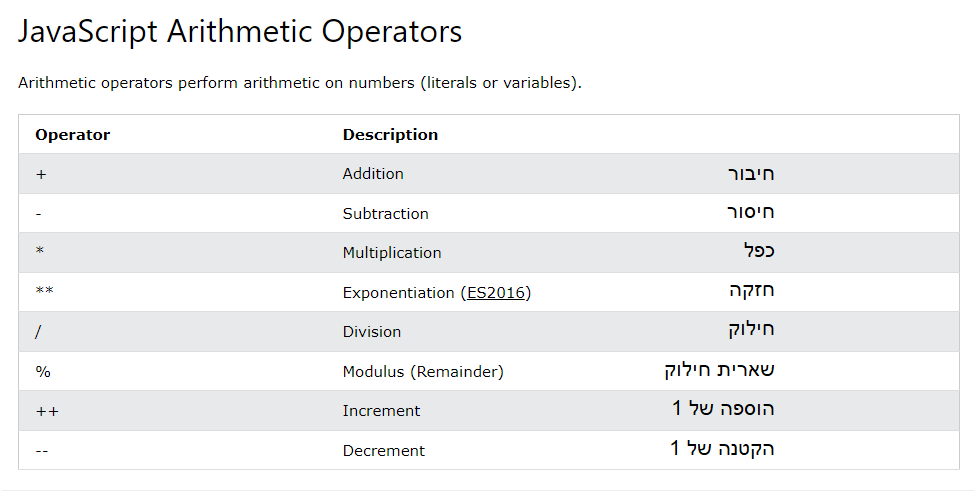 JavaScript Arithmetic Operators
Arithmetic operators perform arithmetic on numbers (literals or variables).
Operator Description
+ Addition חיבור
- Subtraction חיסור
* Multiplication כפל
** Exponentiation (ES2016) חזקה
/ Division חילוק
% Modulus (Remainder) שארית חילוק
++ Increment הוספה של 1
-- Decrement הקטנה של 1